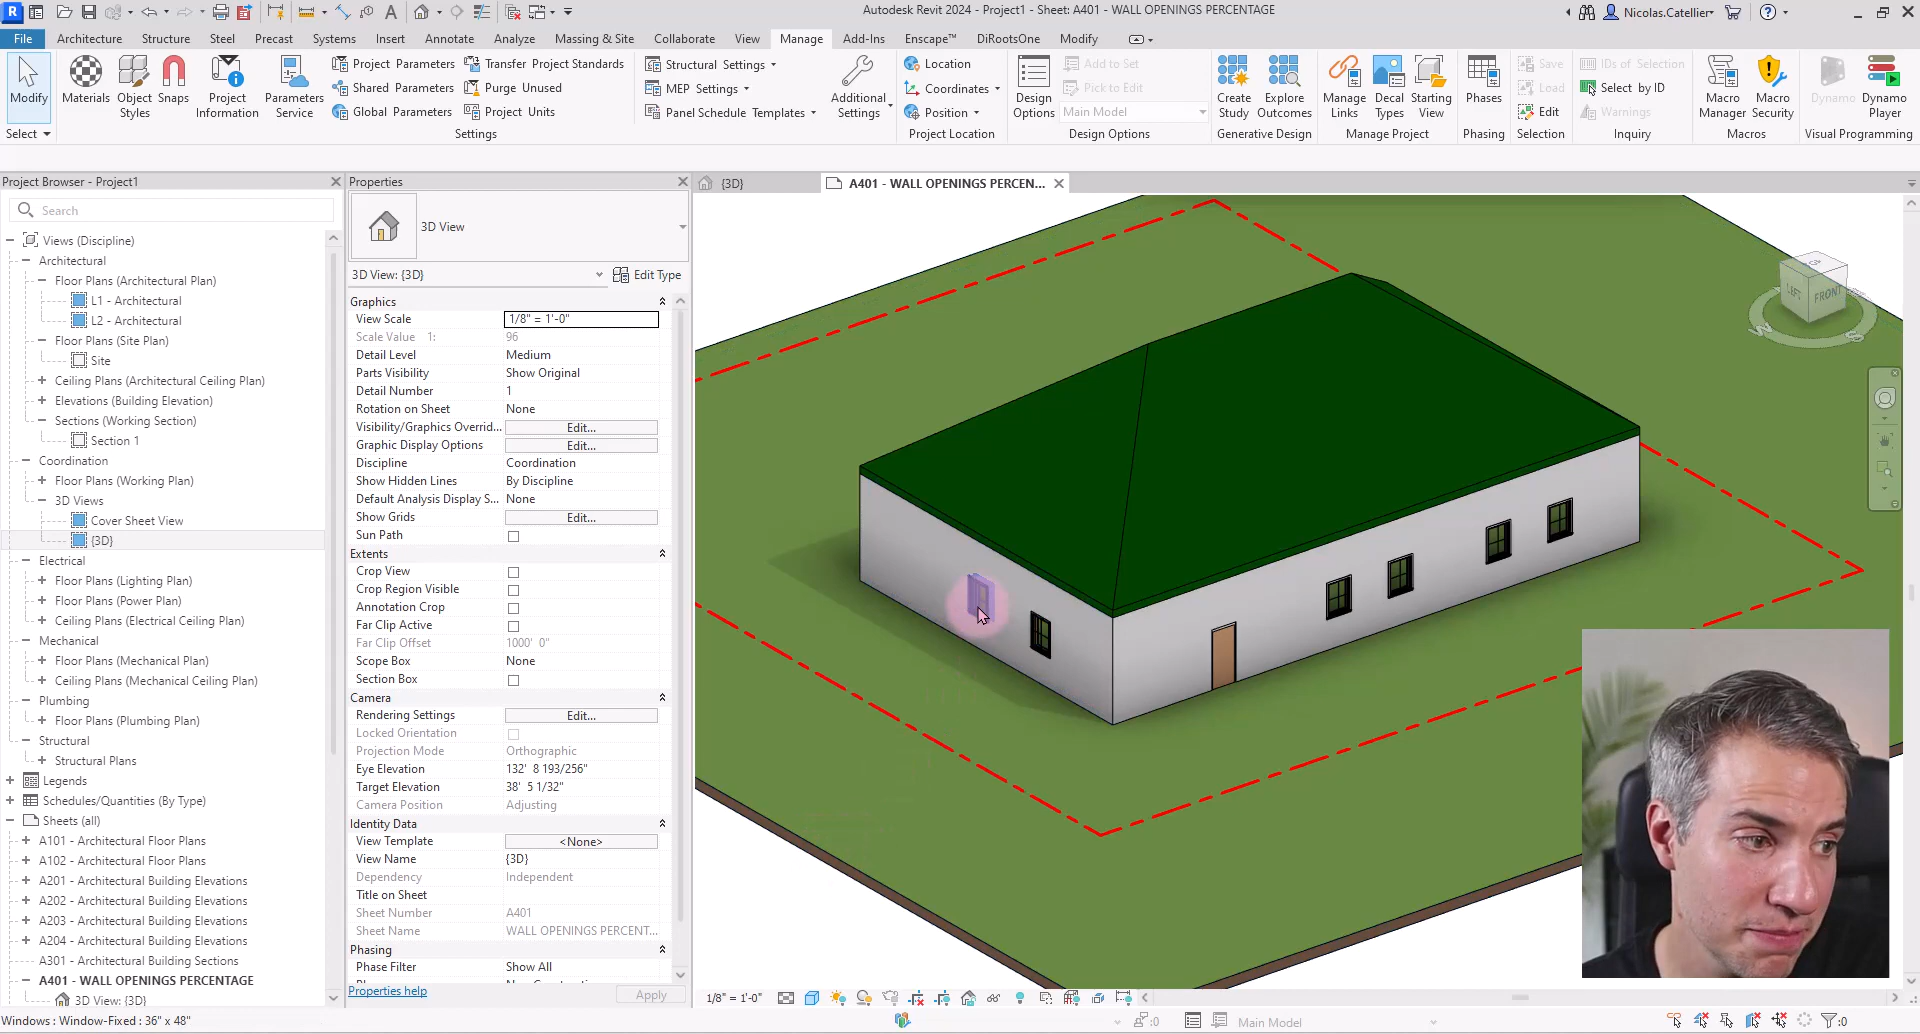 Autodesk Revit 2024 - Project1 - Sheet: A401 - WALL OPENINGS PERCENTAGE
Nicolas.Catellier
File Architecture Structure Steel Precast Systems Insert Annotate Analyze Massing & Site Collaborate View Manage Add-Ins Enscape™ DiRootsOne Modify
Modify
Materials
Object Styles
Snaps
Project Information
Parameters Service
Project Parameters
Shared Parameters
Global Parameters
Transfer Project Standards
Purge Unused
Project Units
Structural Settings
MEP Settings
Panel Schedule Templates
Additional Settings
Location
Coordinates
Position
Design Options
Add to Set
Pick to Edit
Main Model
Create Study
Explore Outcomes
Manage Links
Decal Types
Starting View
Phases
Save
Load
Edit
IDs of Selection
Select by ID
Warnings
Macro Manager
Macro Security
Dynamo
Dynamo Player
Select
Settings
Project Location
Design Options
Generative Design
Manage Project
Phasing
Selection
Inquiry
Macros
Visual Programming
Project Browser - Project1
Search
Views (Discipline)
Architectural
Floor Plans (Architectural Plan)
L1 - Architectural
L2 - Architectural
Floor Plans (Site Plan)
Site
Ceiling Plans (Architectural Ceiling Plan)
Elevations (Building Elevation)
Sections (Working Section)
Section 1
Coordination
Floor Plans (Working Plan)
3D Views
Cover Sheet View
{3D}
Electrical
Floor Plans (Lighting Plan)
Floor Plans (Power Plan)
Ceiling Plans (Electrical Ceiling Plan)
Mechanical
Floor Plans (Mechanical Plan)
Ceiling Plans (Mechanical Ceiling Plan)
Plumbing
Floor Plans (Plumbing Plan)
Structural
Structural Plans
Legends
Schedules/Quantities (By Type)
Sheets (all)
A101 - Architectural Floor Plans
A102 - Architectural Floor Plans
A201 - Architectural Building Elevations
A202 - Architectural Building Elevations
A203 - Architectural Building Elevations
A204 - Architectural Building Elevations
A301 - Architectural Building Sections
A401 - WALL OPENINGS PERCENTAGE
3D View: {3D}
Properties
3D View
3D View: {3D} Edit Type
Graphics
View Scale 1/8" = 1'-0"
Scale Value 1: 96
Detail Level Medium
Parts Visibility Show Original
Detail Number 1
Rotation on Sheet None
Visibility/Graphics Overrid... Edit...
Graphic Display Options Edit...
Discipline Coordination
Show Hidden Lines By Discipline
Default Analysis Display S... None
Show Grids Edit...
Sun Path
Extents
Crop View
Crop Region Visible
Annotation Crop
Far Clip Active
Far Clip Offset 1000' 0"
Scope Box None
Section Box
Camera
Rendering Settings Edit...
Locked Orientation
Projection Mode Orthographic
Eye Elevation 132' 8 193/256"
Target Elevation 38' 5 1/32"
Camera Position Adjusting
Identity Data
View Template <None>
View Name {3D}
Dependency Independent
Title on Sheet
Sheet Number A401
Sheet Name WALL OPENINGS PERCENT...
Phasing
Phase Filter Show All
Properties help Apply
{3D}
A401 - WALL OPENINGS PERCEN...
LEFT
FRONT
W
S
1/8" = 1'-0"
Windows : Window-Fixed : 36" x 48"
:0
Main Model
:0